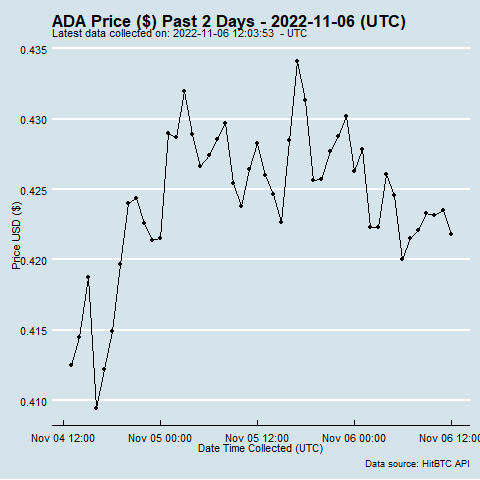 ADA Price ($) Past 2 Days - 2022-11-06 (UTC)
Latest data collected on: 2022-11-06 12:03:53 - UTC
0.435
0.430
0.425
0.420
0.415
0.410
Price USD ($)
Nov 04 12:00 Nov 05 00:00 Nov 05 12:00 Nov 06 00:00 Nov 06 12:00
Date Time Collected (UTC)
Data source: HitBTC API